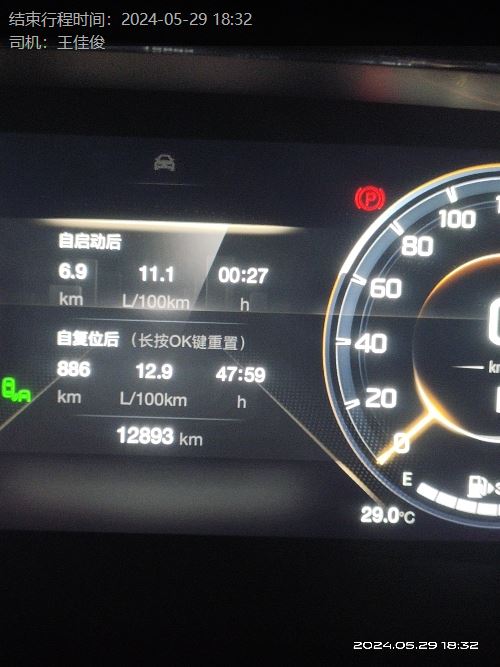 结束行程时间：2024-05-29 18:32
司机：王佳俊
自启动后
6.9 11.1 00:27
km L/100km h
自复位后（长按OK键重置）
886 12.9 47:59
km L/100km h
12893 km
P
100
80
60
40
20
0
E
29.0°C
2024.05.29 18:32